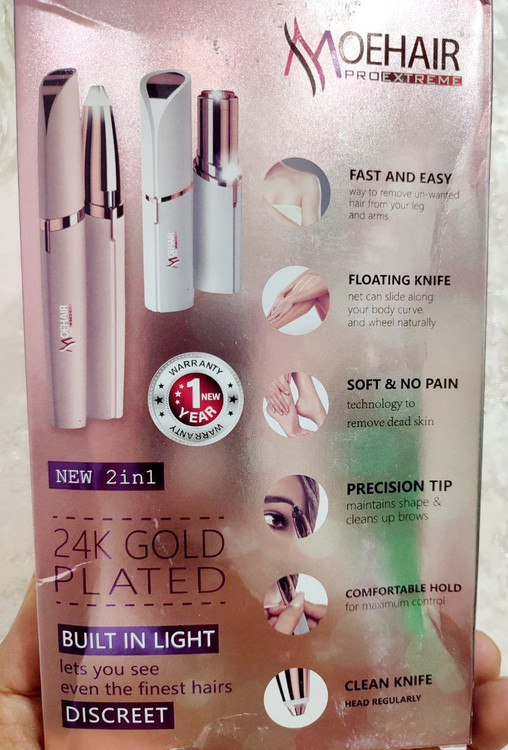 MOEHAIR
PROEXTREME
FAST AND EASY
way to remove un-wanted
hair from your leg
and arms
FLOATING KNIFE
net can slide along
your body curve
and wheel naturally
MOEHAIR
MOEHAIR
WARRANTY
1 NEW
YEAR
WARRANTY
SOFT & NO PAIN
technology to
remove dead skin
NEW 2in1
PRECISION TIP
maintains shape &
cleans up brows
24K GOLD
PLATED
COMFORTABLE HOLD
for maximum control
BUILT IN LIGHT
lets you see
even the finest hairs
DISCREET
CLEAN KNIFE
HEAD REGULARLY